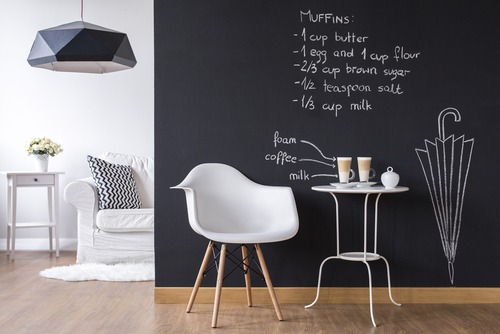 MUFFINS:
- 1 cup butter
- 1 egg and 1 cup flour
- 2/3 cup brown sugar
- 1/2 teaspoon salt
- 1/3 cup milk
foam
coffee
milk